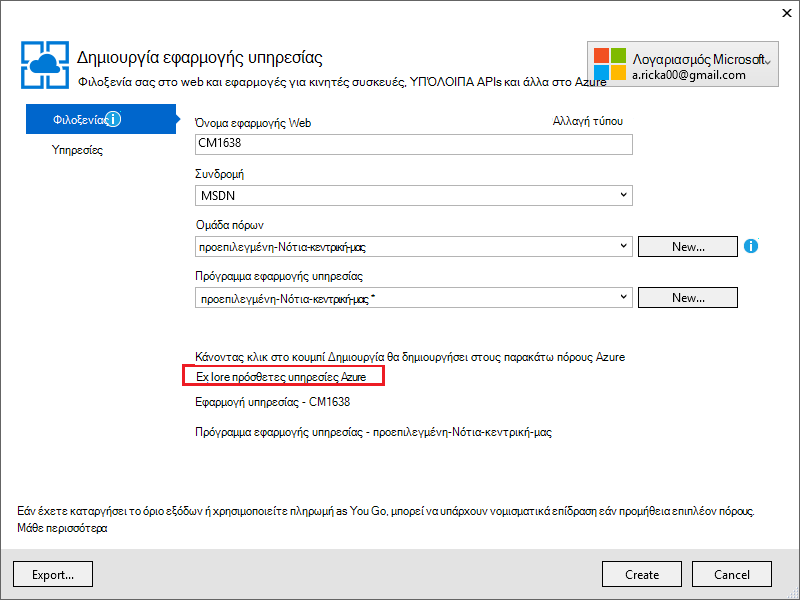 Δημιουργία εφαρμογής υπηρεσίας
Φιλοξενία σας στο web και εφαρμογές για κινητές συσκευές, ΥΠΌΛΟΙΠΑ APIs και άλλα στο Azure
Λογαριασμός Microsoft
a.ricka00@gmail.com
Φιλοξενίας
Υπηρεσίες
Όνομα εφαρμογής Web
Αλλαγή τύπου
CM1638
Συνδρομή
MSDN
Ομάδα πόρων
προεπιλεγμένη-Νότια-κεντρική-μας
New...
Πρόγραμμα εφαρμογής υπηρεσίας
προεπιλεγμένη-Νότια-κεντρική-μας *
New...
Κάνοντας κλικ στο κουμπί Δημιουργία θα δημιουργήσει στους παρακάτω πόρους Azure
Ex lore πρόσθετες υπηρεσίες Azure
Εφαρμογή υπηρεσίας - CM1638
Πρόγραμμα εφαρμογής υπηρεσίας - προεπιλεγμένη-Νότια-κεντρική-μας
Εάν έχετε καταργήσει το όριο εξόδων ή χρησιμοποιείτε πληρωμή as You Go, μπορεί να υπάρχουν νομισματικά επίδραση εάν προμήθεια επιπλέον πόρους.
Μάθε περισσότερα
Export...
Create
Cancel